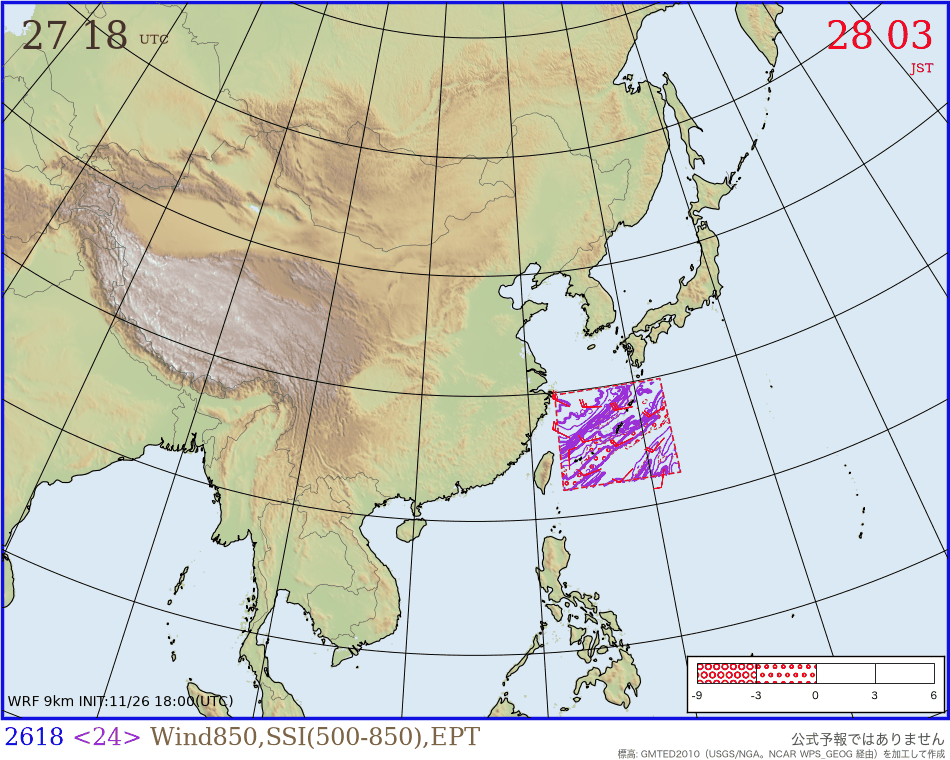 27 18 UTC
28 03
JST
-9 -3 0 3 6
WRF 9km INIT:11/26 18:00(UTC)
2618 <24> Wind850,SSI(500-850),EPT
公式予報ではありません
標高: GMTED2010（USGS/NGA。NCAR WPS_GEOG 経由）を加工して作成